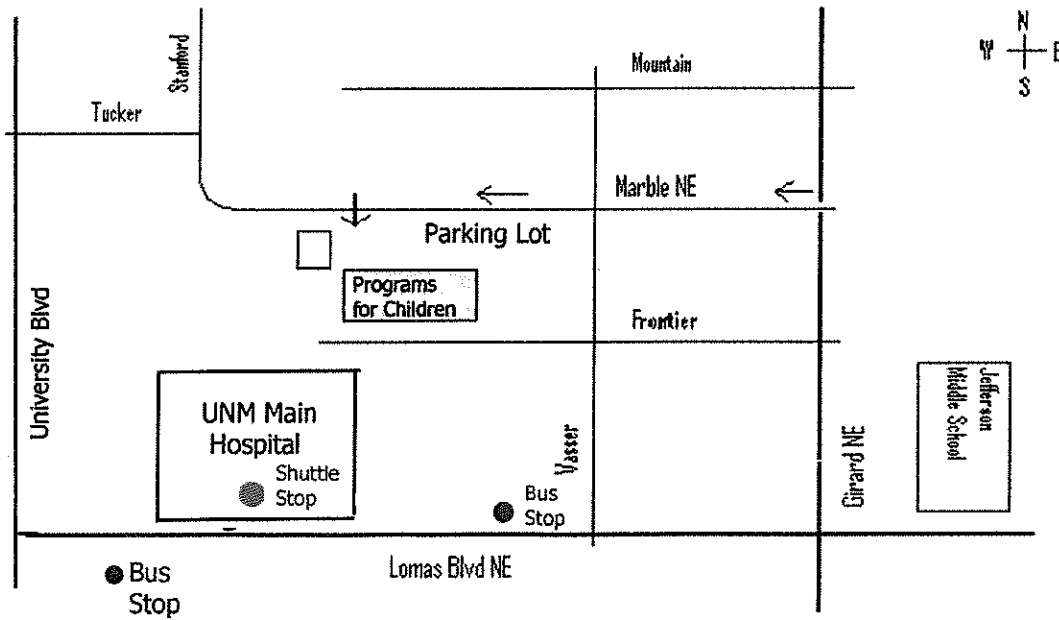 N
W E
S
Stanford
Mountain
Tucker
Marble NE
Parking Lot
Programs
for Children
Frontier
University Blvd
UNM Main
Hospital
Shuttle
Stop
Vasser
Bus
Stop
Girard NE
Jefferson
Middle School
Lomas Blvd NE
Bus
Stop